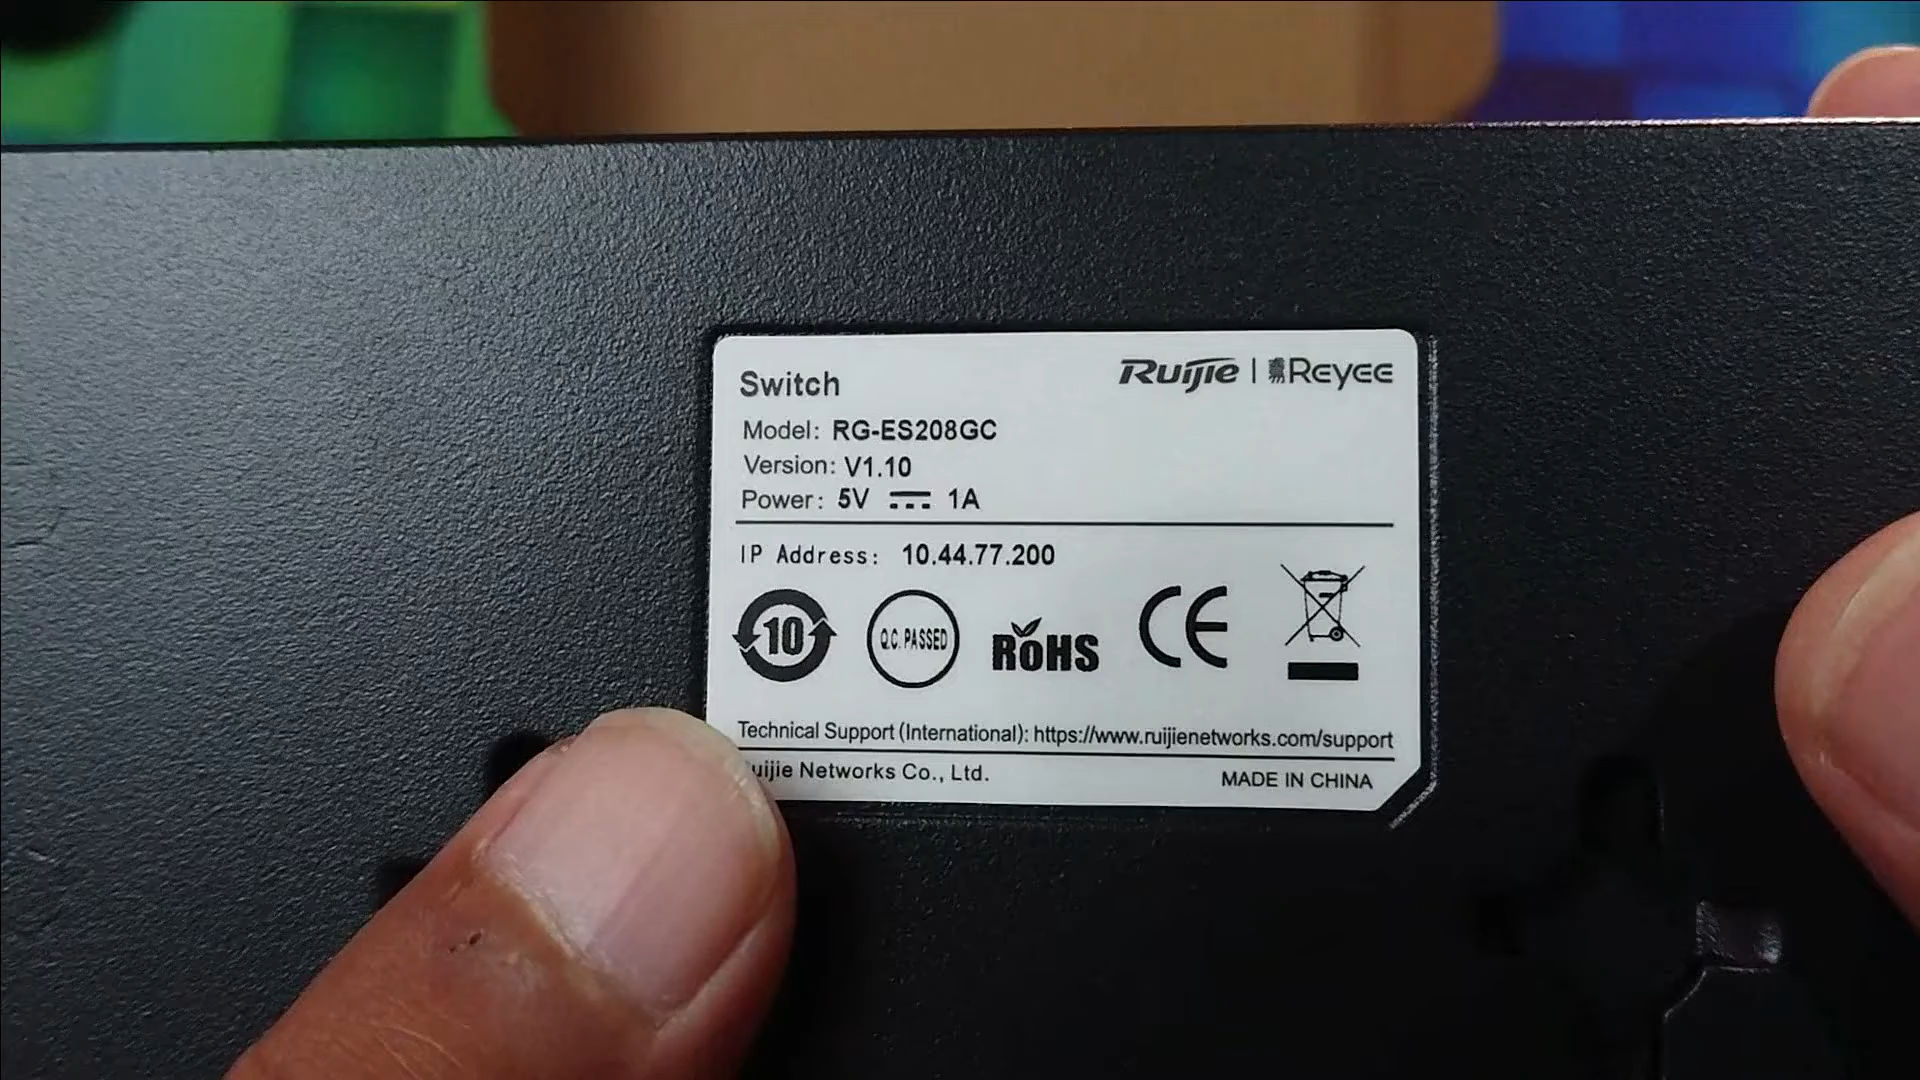 Switch
Ruijie | Reyee
Model: RG-ES208GC
Version: V1.10
Power: 5V ⎓ 1A
IP Address: 10.44.77.200
10
Q.C. PASSED
RoHS
CE
Technical Support (International): https://www.ruijienetworks.com/support
uijie Networks Co., Ltd.
MADE IN CHINA